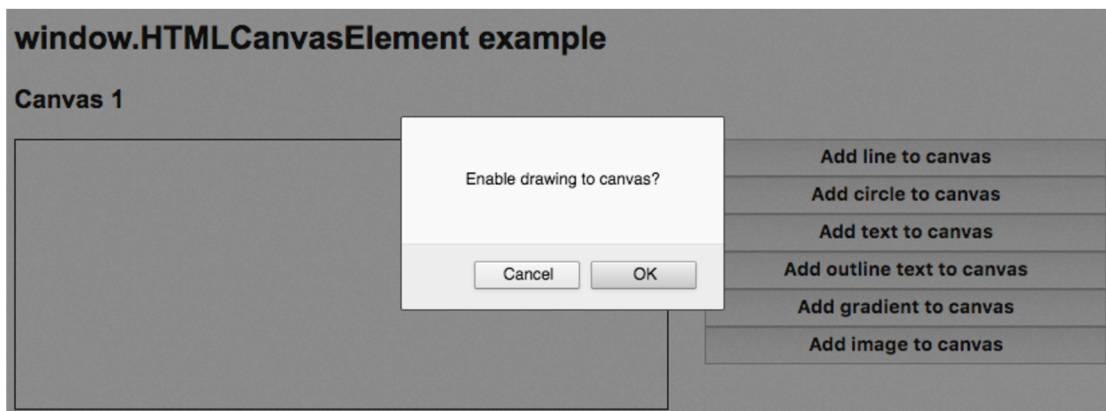 window.HTMLCanvasElement example
Canvas 1
Enable drawing to canvas?
Cancel
OK
Add line to canvas
Add circle to canvas
Add text to canvas
Add outline text to canvas
Add gradient to canvas
Add image to canvas